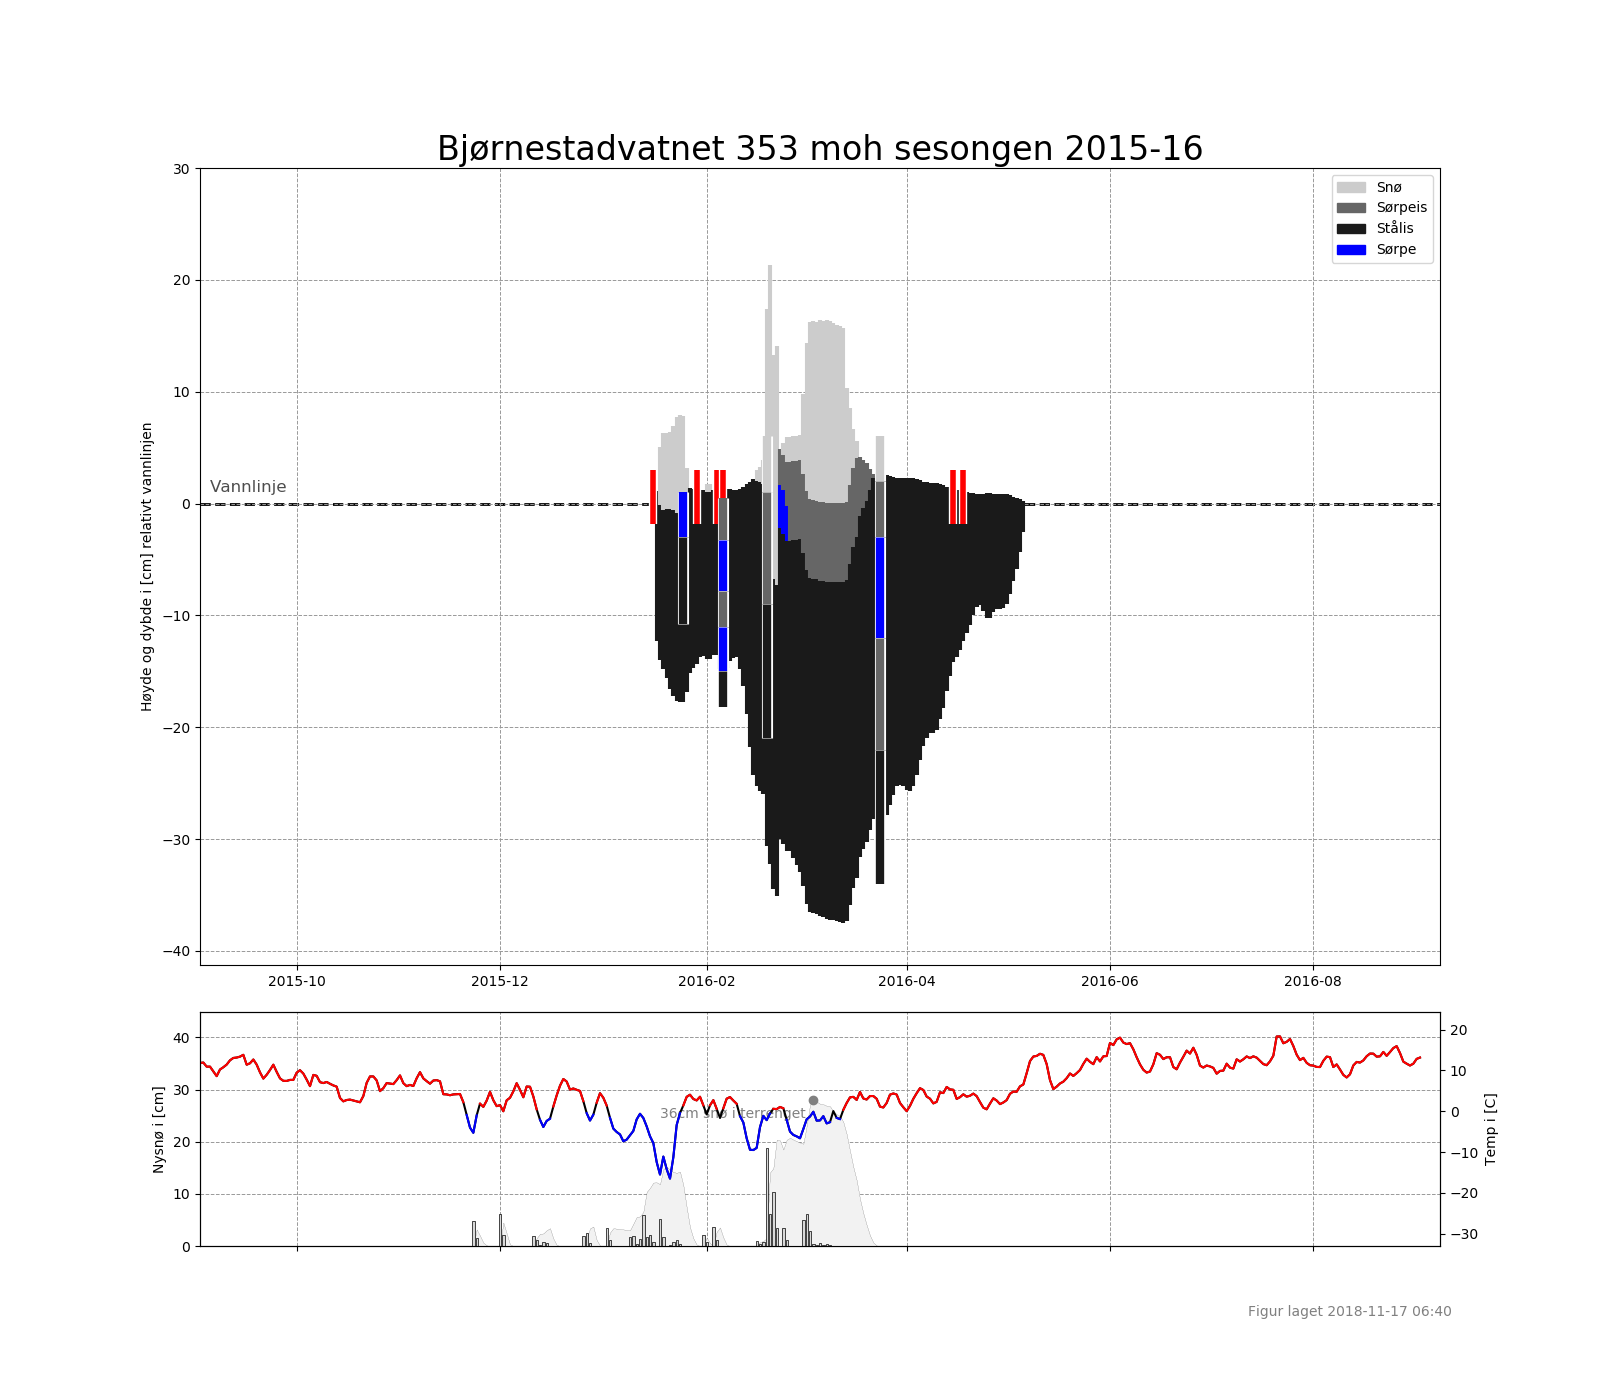 Bjørnestadvatnet 353 moh sesongen 2015-16
30
20
10
0
−10
−20
−30
−40
Høyde og dybde i [cm] relativt vannlinjen
Vannlinje
Snø
Sørpeis
Stålis
Sørpe
2015-10
2015-12
2016-02
2016-04
2016-06
2016-08
40
30
20
10
0
Nysnø i [cm]
36cm snø i terrenget
20
10
0
−10
−20
−30
Temp i [C]
Figur laget 2018-11-17 06:40